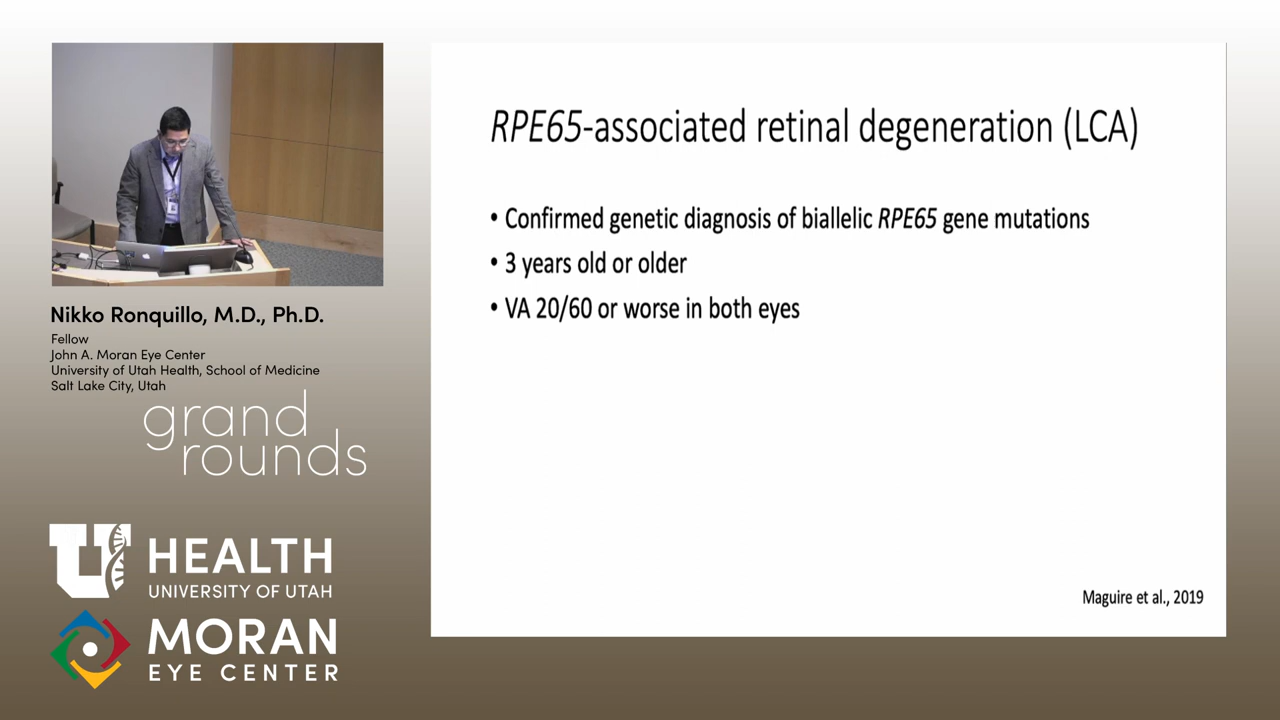 Nikko Ronquillo, M.D., Ph.D.
Fellow
John A. Moran Eye Center
University of Utah Health, School of Medicine
Salt Lake City, Utah
grand
rounds
U HEALTH
UNIVERSITY OF UTAH
MORAN
EYE CENTER
RPE65-associated retinal degeneration (LCA)
• Confirmed genetic diagnosis of biallelic RPE65 gene mutations
• 3 years old or older
• VA 20/60 or worse in both eyes
Maguire et al., 2019